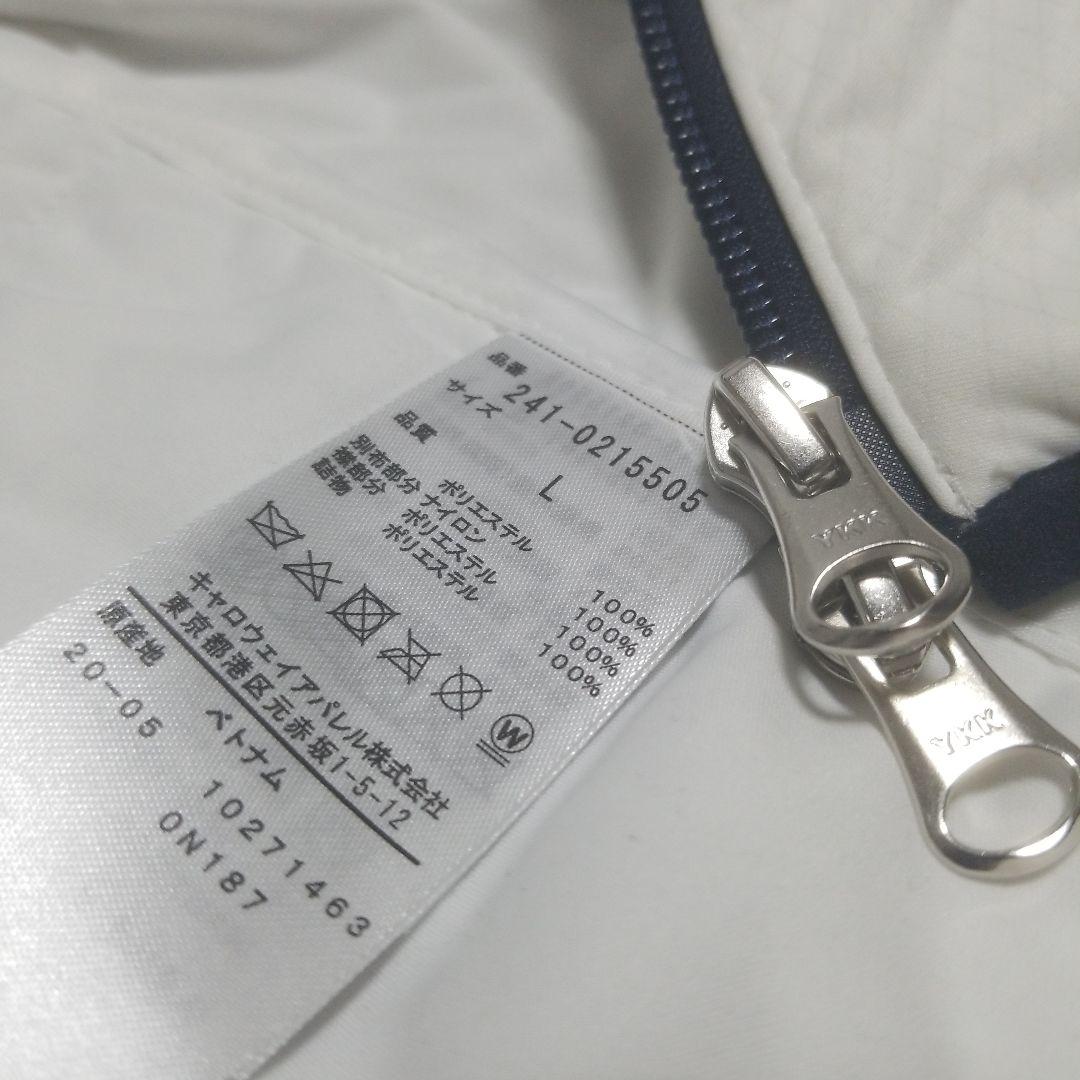 品番 241-0215505
サイズ L
品質 ポリエステル 100%
別布部分 ナイロン 100%
襟部分 ポリエステル 100%
詰物 ポリエステル 100%
W
キャロウェイアパレル株式会社
東京都港区元赤坂1-5-12
原産地 ベトナム 10271463
20-05 0N187
YKK
YKK